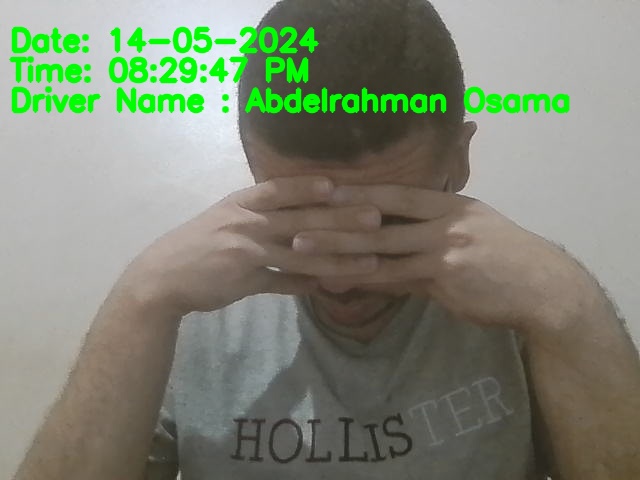 Date: 14-05-2024
Time: 08:29:47 PM
Driver Name : Abdelrahman Osama
HOLLISTER